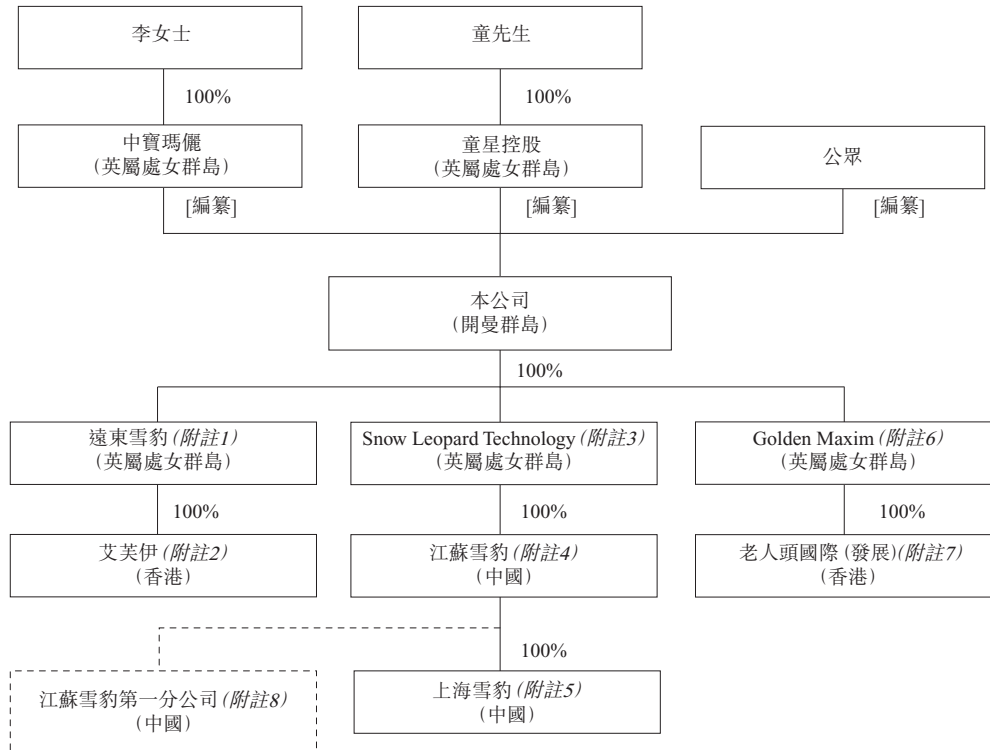 李女士
童先生
100%
100%
中寶瑪儷
(英屬處女群島)
童星控股
(英屬處女群島)
公眾
[編纂]
[編纂]
[編纂]
本公司
(開曼群島)
100%
遠東雪豹(附註1)
(英屬處女群島)
Snow Leopard Technology (附註3)
(英屬處女群島)
Golden Maxim (附註6)
(英屬處女群島)
100%
100%
100%
艾芙伊(附註2)
(香港)
江蘇雪豹(附註4)
(中國)
老人頭國際(發展)(附註7)
(香港)
100%
江蘇雪豹第一分公司(附註8)
(中國)
上海雪豹(附註5)
(中國)